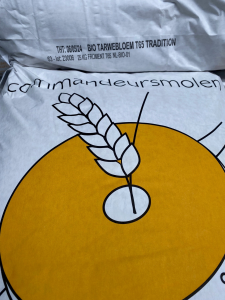 THT: 30/05/24 BIO TARWEBLOEM T65 TRADITION
25 KG FROMENT T65 NL-BIO-01
commandeursmolen